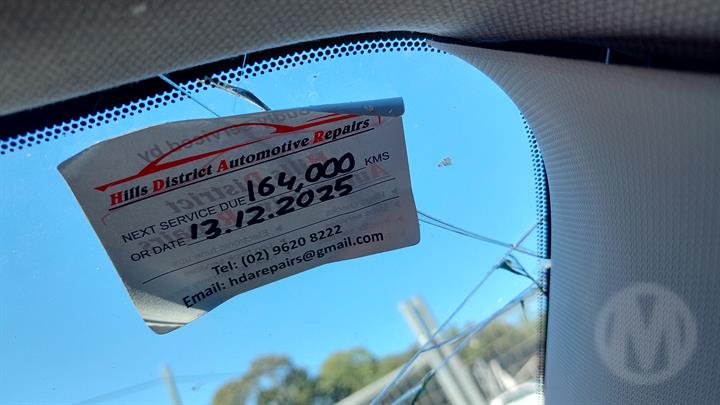 Hills District Automotive Repairs
NEXT SERVICE DUE 164,000 KMS
OR DATE 13.12.2025
Tel: (02) 9620 8222
Email: hdarepairs@gmail.com
M